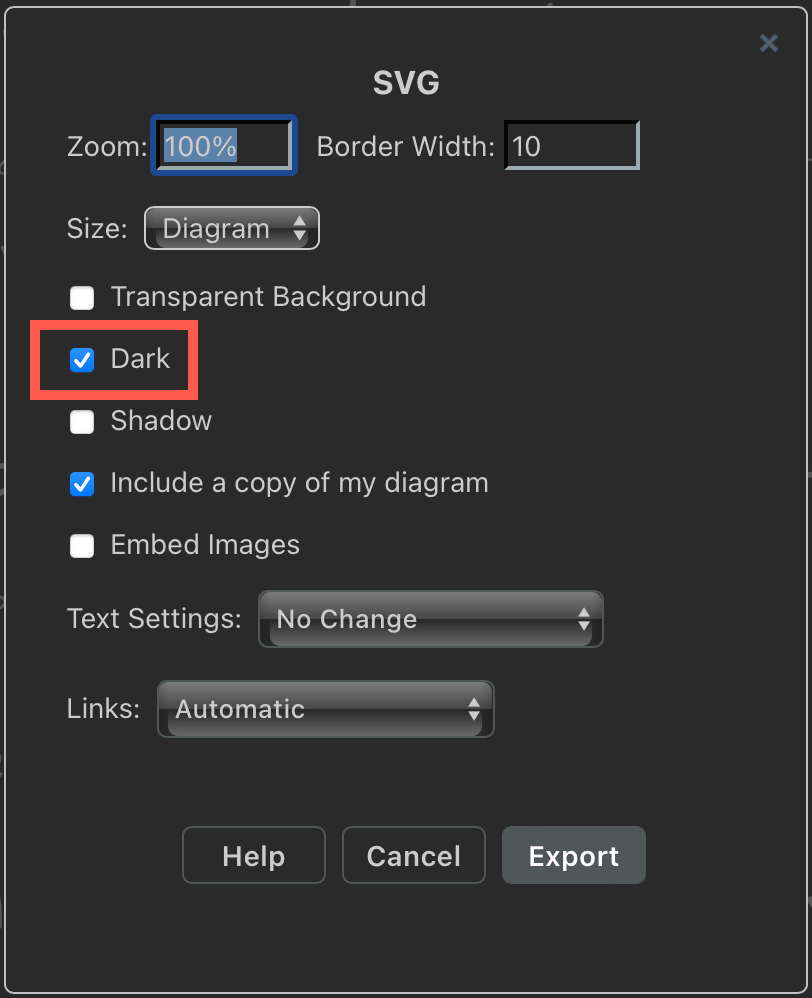 SVG
Zoom: 100% Border Width: 10
Size: Diagram
Transparent Background
Dark
Shadow
Include a copy of my diagram
Embed Images
Text Settings: No Change
Links: Automatic
Help Cancel Export